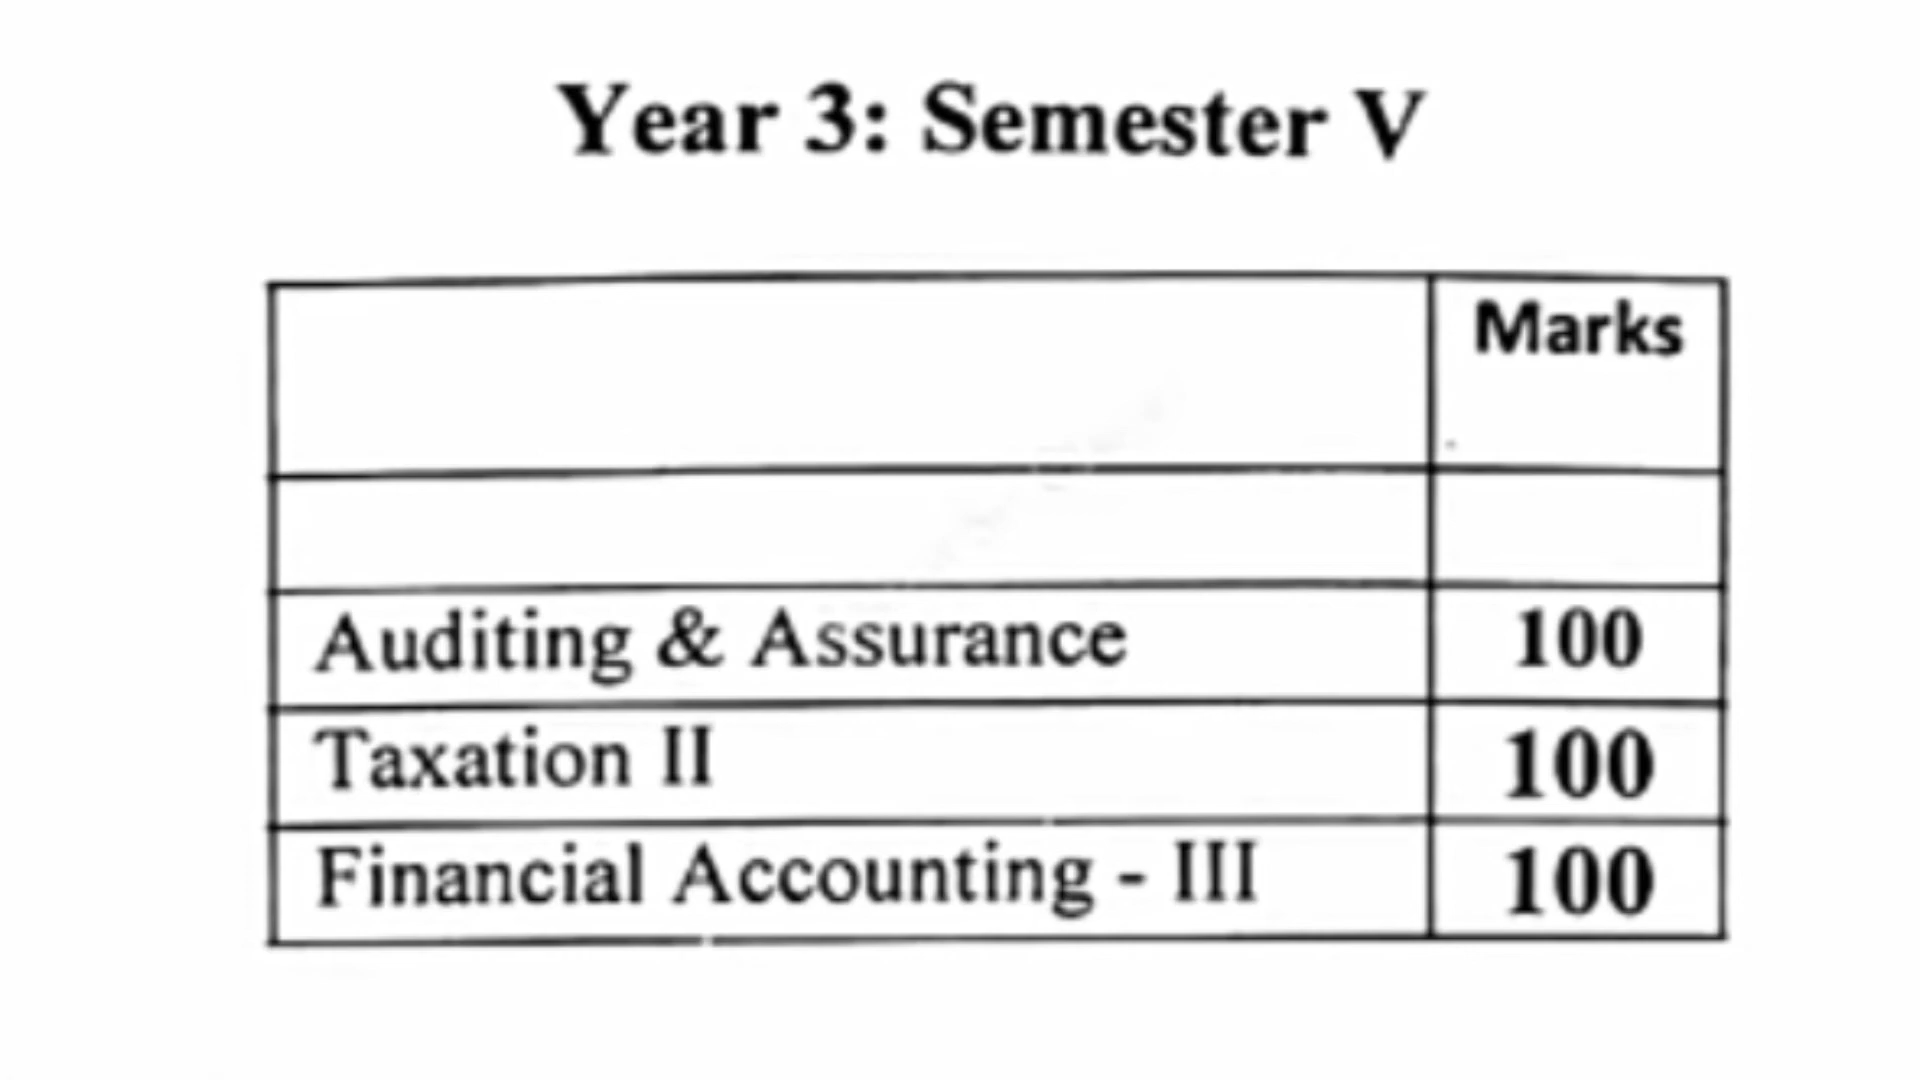 Year 3: Semester V
Marks
Auditing & Assurance 100
Taxation II 100
Financial Accounting - III 100